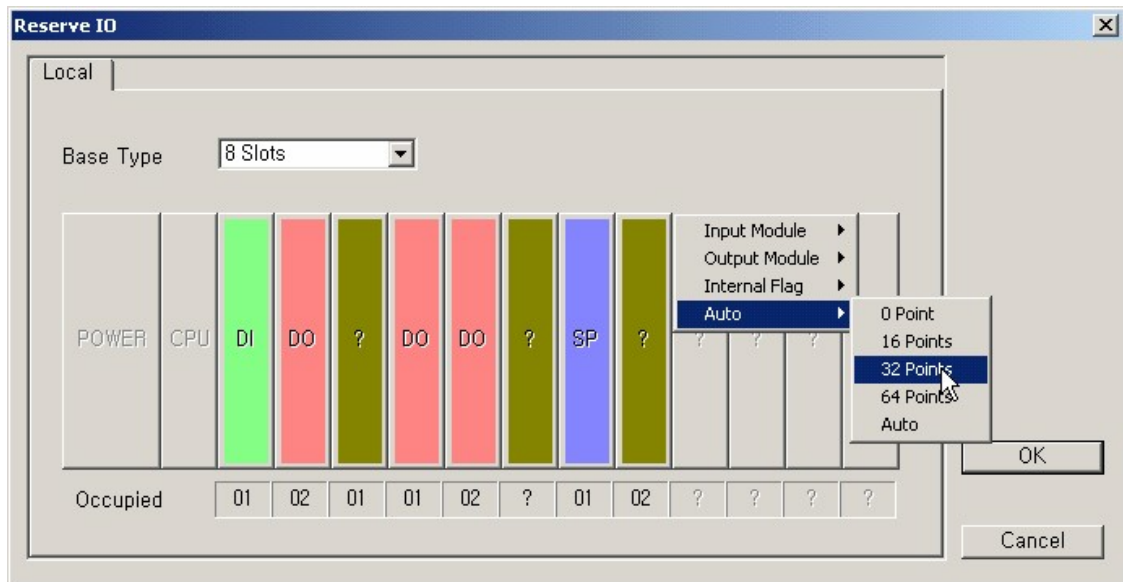 Reserve IO
Local
Base Type 8 Slots
Input Module
Output Module
Internal Flag
Auto
0 Point
16 Points
32 Points
64 Points
Auto
POWER CPU DI DO ? DO DO ? SP ? ? ? ?
OK
Occupied 01 02 01 01 02 ? 01 02 ? ? ? ?
Cancel